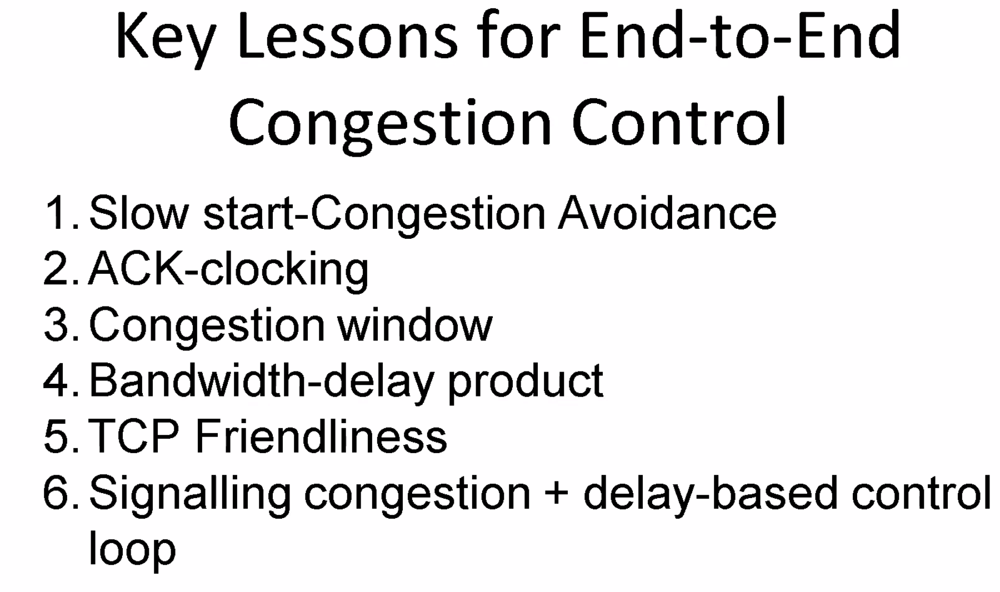 Key Lessons for End-to-End
Congestion Control
1. Slow start-Congestion Avoidance
2. ACK-clocking
3. Congestion window
4. Bandwidth-delay product
5. TCP Friendliness
6. Signalling congestion + delay-based control
loop